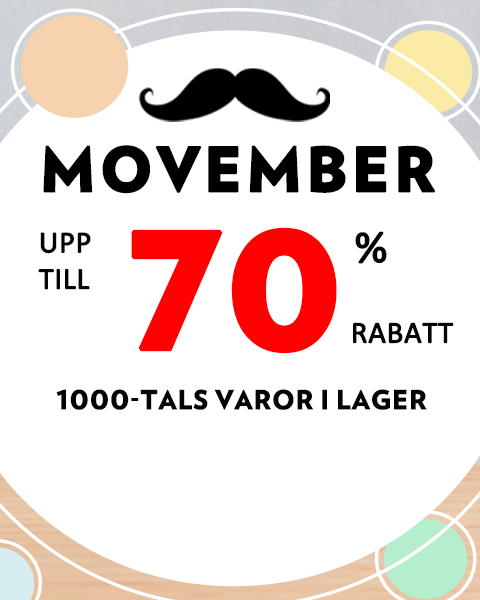 MOVEMBER
UPP
TILL
70
%
RABATT
1000-TALS VAROR I LAGER